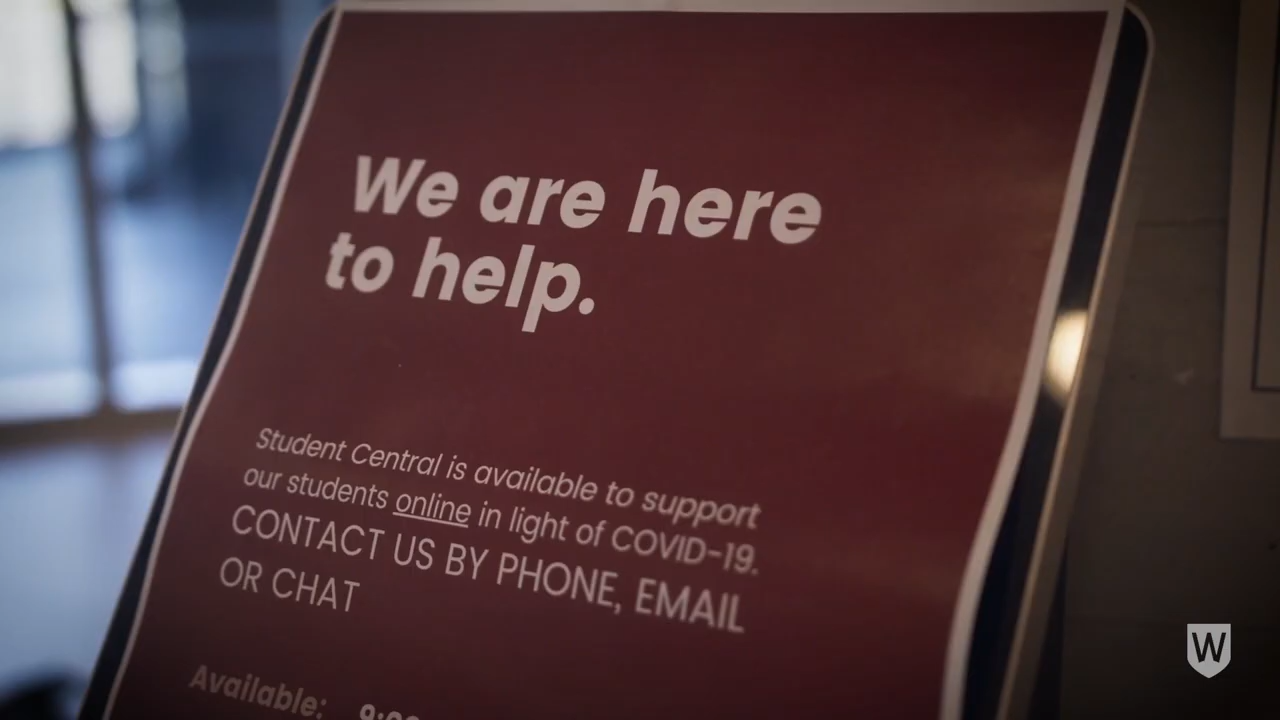 We are here
to help.
Student Central is available to support
our students online in light of COVID-19.
CONTACT US BY PHONE, EMAIL
OR CHAT
Available:
W